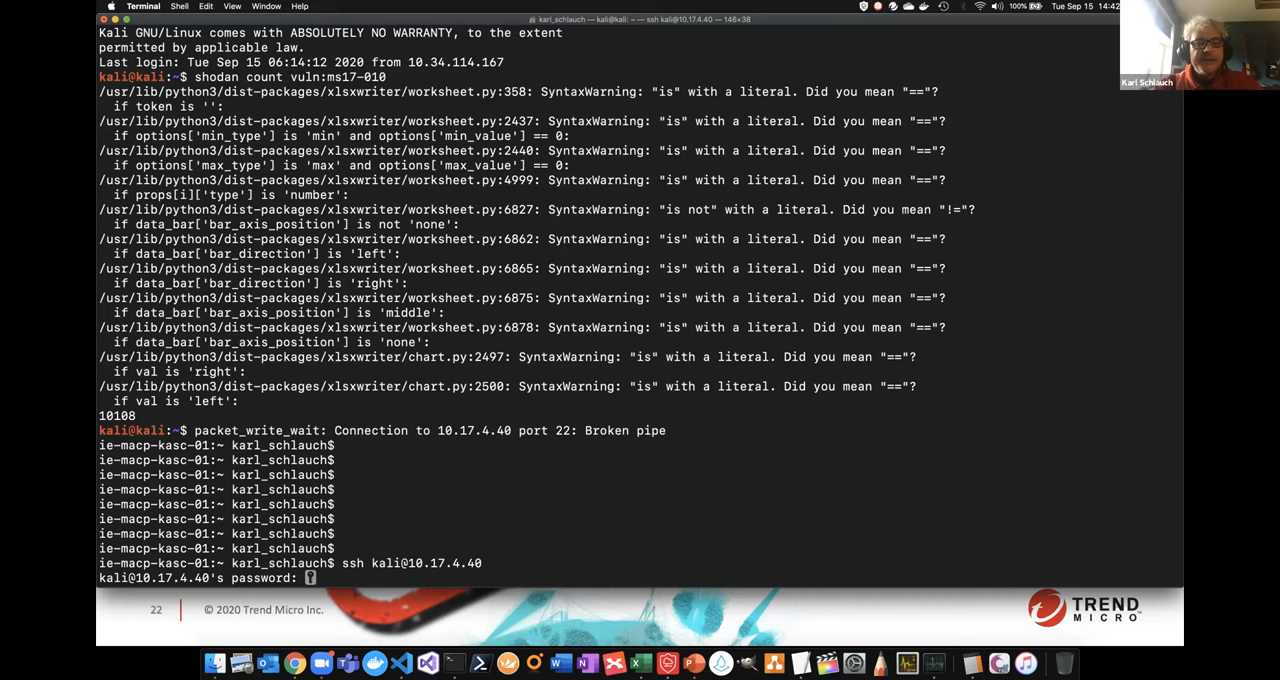 Terminal Shell Edit View Window Help
100% Tue Sep 15 14:42
karl_schlauch — kali@kali: ~ — ssh kali@10.17.4.40 — 146×38
Karl Schlauch
Kali GNU/Linux comes with ABSOLUTELY NO WARRANTY, to the extent
permitted by applicable law.
Last login: Tue Sep 15 06:14:12 2020 from 10.34.114.167
kali@kali:~$ shodan count vuln:ms17-010
/usr/lib/python3/dist-packages/xlsxwriter/worksheet.py:358: SyntaxWarning: "is" with a literal. Did you mean "=="?
if token is '':
/usr/lib/python3/dist-packages/xlsxwriter/worksheet.py:2437: SyntaxWarning: "is" with a literal. Did you mean "=="?
if options['min_type'] is 'min' and options['min_value'] == 0:
/usr/lib/python3/dist-packages/xlsxwriter/worksheet.py:2440: SyntaxWarning: "is" with a literal. Did you mean "=="?
if options['max_type'] is 'max' and options['max_value'] == 0:
/usr/lib/python3/dist-packages/xlsxwriter/worksheet.py:4999: SyntaxWarning: "is" with a literal. Did you mean "=="?
if props[i]['type'] is 'number':
/usr/lib/python3/dist-packages/xlsxwriter/worksheet.py:6827: SyntaxWarning: "is not" with a literal. Did you mean "!="?
if data_bar['bar_axis_position'] is not 'none':
/usr/lib/python3/dist-packages/xlsxwriter/worksheet.py:6862: SyntaxWarning: "is" with a literal. Did you mean "=="?
if data_bar['bar_direction'] is 'left':
/usr/lib/python3/dist-packages/xlsxwriter/worksheet.py:6865: SyntaxWarning: "is" with a literal. Did you mean "=="?
if data_bar['bar_direction'] is 'right':
/usr/lib/python3/dist-packages/xlsxwriter/worksheet.py:6875: SyntaxWarning: "is" with a literal. Did you mean "=="?
if data_bar['bar_axis_position'] is 'middle':
/usr/lib/python3/dist-packages/xlsxwriter/worksheet.py:6878: SyntaxWarning: "is" with a literal. Did you mean "=="?
if data_bar['bar_axis_position'] is 'none':
/usr/lib/python3/dist-packages/xlsxwriter/chart.py:2497: SyntaxWarning: "is" with a literal. Did you mean "=="?
if val is 'right':
/usr/lib/python3/dist-packages/xlsxwriter/chart.py:2500: SyntaxWarning: "is" with a literal. Did you mean "=="?
if val is 'left':
10108
kali@kali:~$ packet_write_wait: Connection to 10.17.4.40 port 22: Broken pipe
ie-macp-kasc-01:~ karl_schlauch$
ie-macp-kasc-01:~ karl_schlauch$
ie-macp-kasc-01:~ karl_schlauch$
ie-macp-kasc-01:~ karl_schlauch$
ie-macp-kasc-01:~ karl_schlauch$
ie-macp-kasc-01:~ karl_schlauch$
ie-macp-kasc-01:~ karl_schlauch$
ie-macp-kasc-01:~ karl_schlauch$
ie-macp-kasc-01:~ karl_schlauch$ ssh kali@10.17.4.40
kali@10.17.4.40's password:
22 © 2020 Trend Micro Inc.
TREND
MICRO